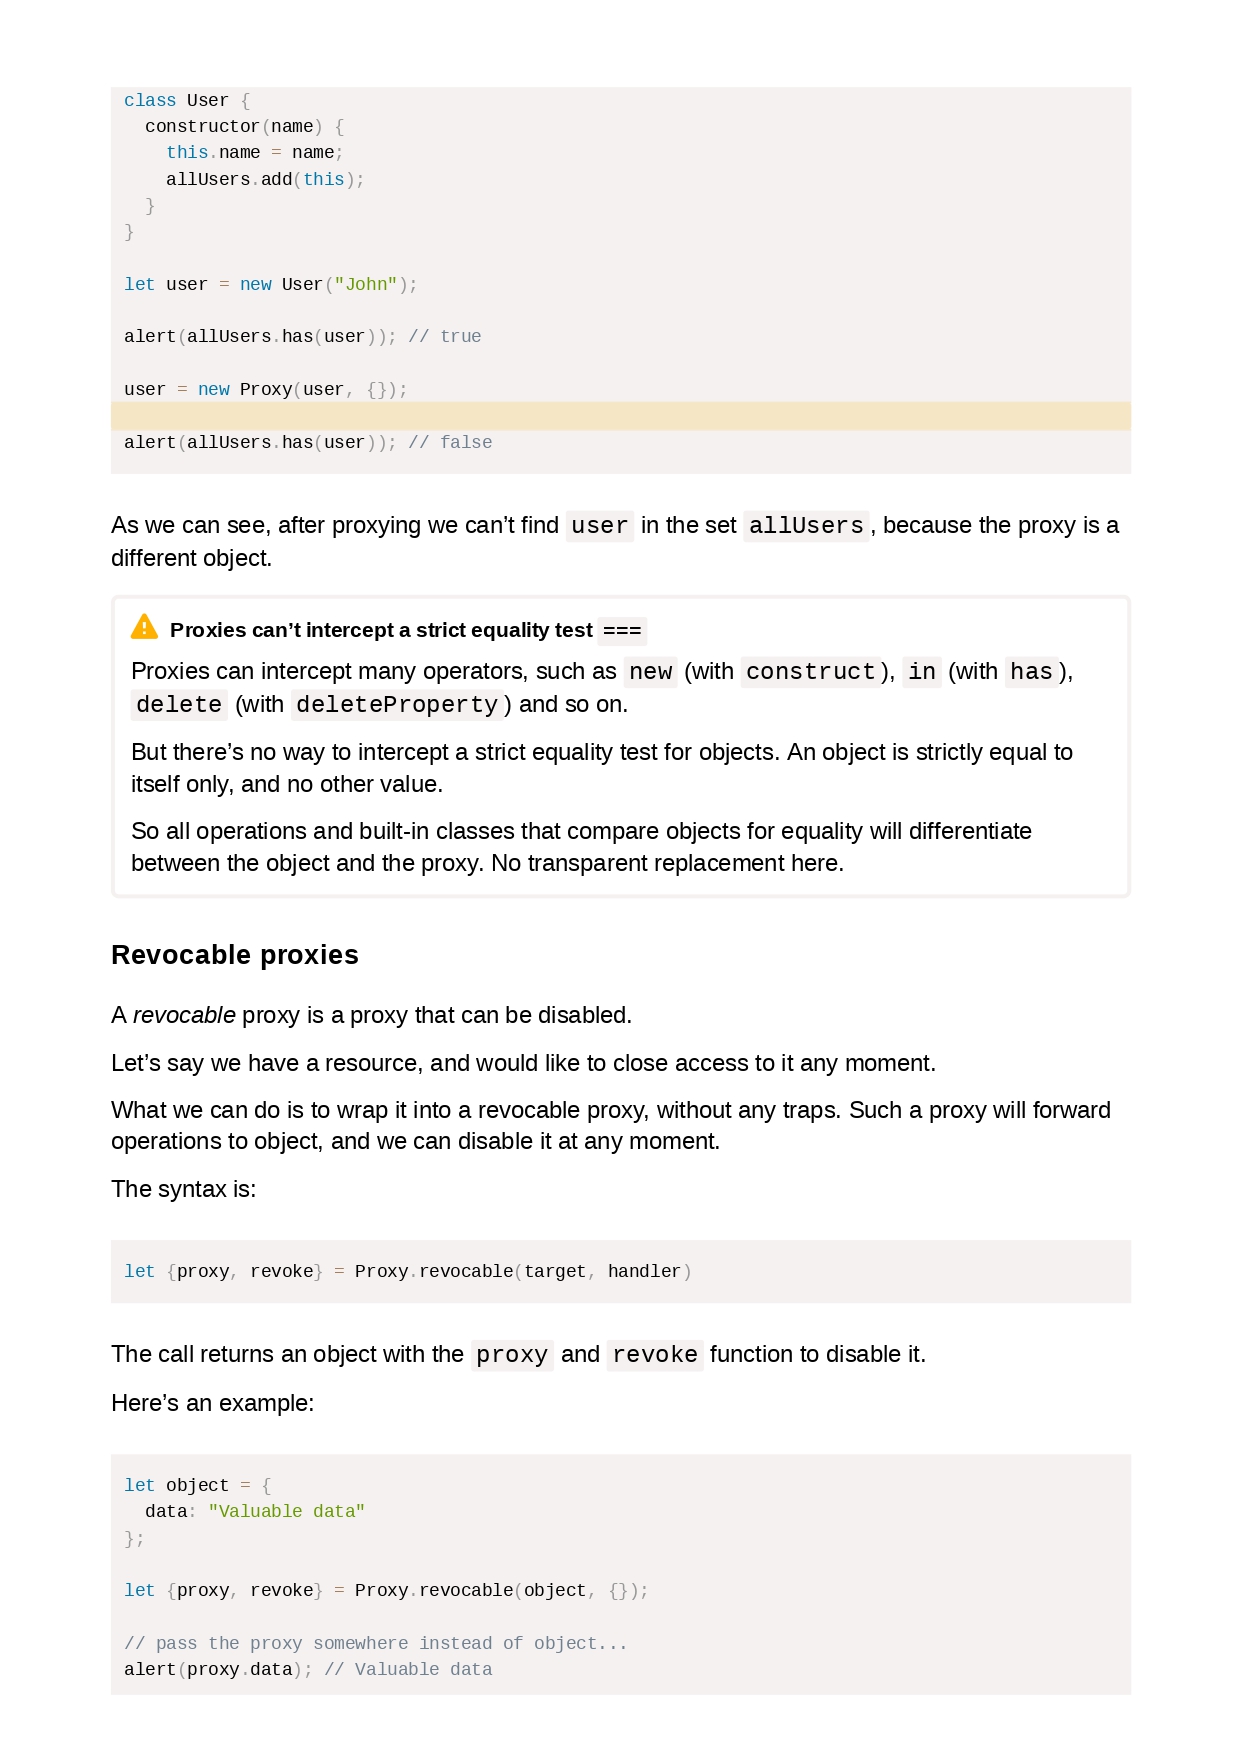 class User {
  constructor(name) {
    this.name = name;
    allUsers.add(this);
  }
}
let user = new User("John");
alert(allUsers.has(user)); // true
user = new Proxy(user, {});
alert(allUsers.has(user)); // false
As we can see, after proxying we can’t find user in the set allUsers, because the proxy is a
different object.
Proxies can’t intercept a strict equality test ===
Proxies can intercept many operators, such as new (with construct), in (with has),
delete (with deleteProperty) and so on.
But there’s no way to intercept a strict equality test for objects. An object is strictly equal to
itself only, and no other value.
So all operations and built-in classes that compare objects for equality will differentiate
between the object and the proxy. No transparent replacement here.
Revocable proxies
A revocable proxy is a proxy that can be disabled.
Let’s say we have a resource, and would like to close access to it any moment.
What we can do is to wrap it into a revocable proxy, without any traps. Such a proxy will forward
operations to object, and we can disable it at any moment.
The syntax is:
let {proxy, revoke} = Proxy.revocable(target, handler)
The call returns an object with the proxy and revoke function to disable it.
Here’s an example:
let object = {
  data: "Valuable data"
};
let {proxy, revoke} = Proxy.revocable(object, {});
// pass the proxy somewhere instead of object...
alert(proxy.data); // Valuable data